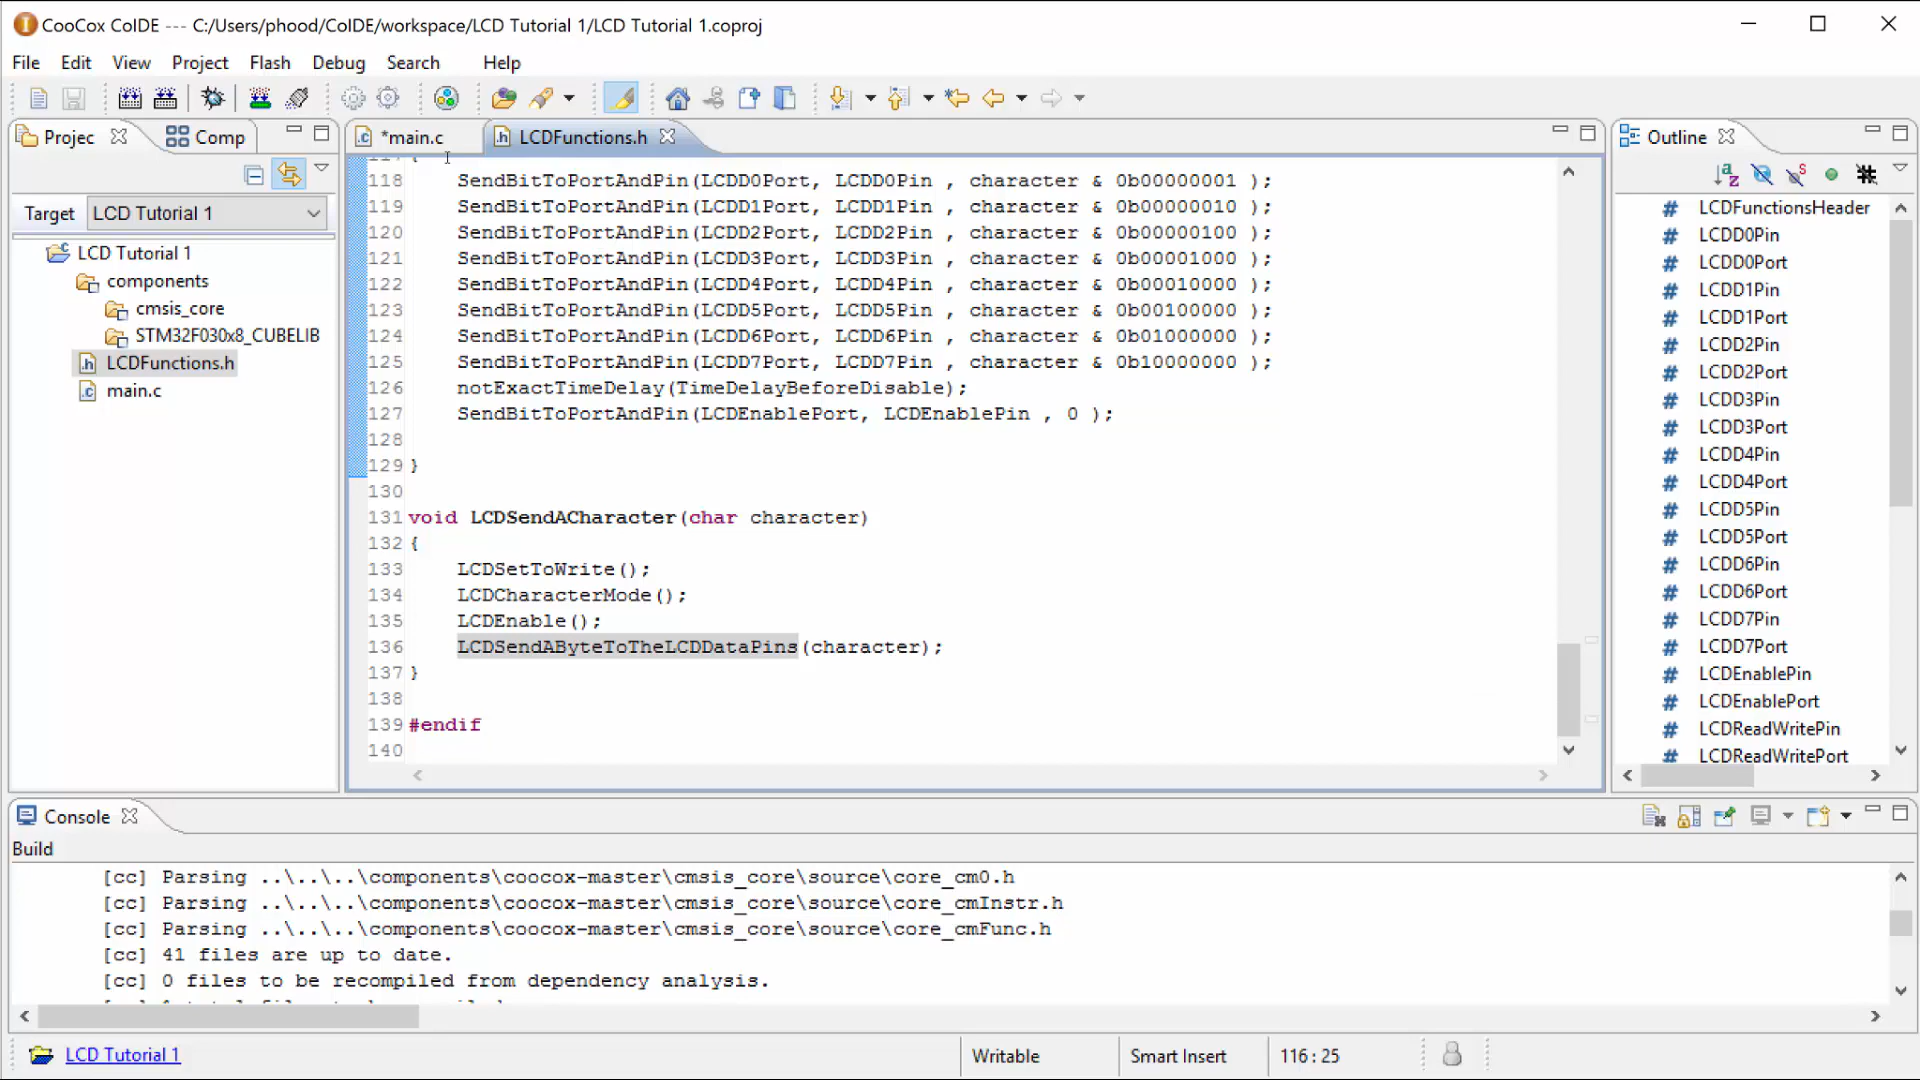 CooCox CoIDE --- C:/Users/phood/CoIDE/workspace/LCD Tutorial 1/LCD Tutorial 1.coproj
File Edit View Project Flash Debug Search Help
Projec Comp
*main.c LCDFunctions.h
Outline
Target LCD Tutorial 1
LCD Tutorial 1
components
cmsis_core
STM32F030x8_CUBELIB
LCDFunctions.h
main.c
118 SendBitToPortAndPin(LCDD0Port, LCDD0Pin , character & 0b00000001 );
119 SendBitToPortAndPin(LCDD1Port, LCDD1Pin , character & 0b00000010 );
120 SendBitToPortAndPin(LCDD2Port, LCDD2Pin , character & 0b00000100 );
121 SendBitToPortAndPin(LCDD3Port, LCDD3Pin , character & 0b00001000 );
122 SendBitToPortAndPin(LCDD4Port, LCDD4Pin , character & 0b00010000 );
123 SendBitToPortAndPin(LCDD5Port, LCDD5Pin , character & 0b00100000 );
124 SendBitToPortAndPin(LCDD6Port, LCDD6Pin , character & 0b01000000 );
125 SendBitToPortAndPin(LCDD7Port, LCDD7Pin , character & 0b10000000 );
126 notExactTimeDelay(TimeDelayBeforeDisable);
127 SendBitToPortAndPin(LCDEnablePort, LCDEnablePin , 0 );
128
129 }
130
131 void LCDSendACharacter(char character)
132 {
133 LCDSetToWrite();
134 LCDCharacterMode();
135 LCDEnable();
136 LCDSendAByteToTheLCDDataPins(character);
137 }
138
139 #endif
140
LCDFunctionsHeader
LCDD0Pin
LCDD0Port
LCDD1Pin
LCDD1Port
LCDD2Pin
LCDD2Port
LCDD3Pin
LCDD3Port
LCDD4Pin
LCDD4Port
LCDD5Pin
LCDD5Port
LCDD6Pin
LCDD6Port
LCDD7Pin
LCDD7Port
LCDEnablePin
LCDEnablePort
LCDReadWritePin
LCDReadWritePort
Console
Build
[cc] Parsing ..\..\..\components\coocox-master\cmsis_core\source\core_cm0.h
[cc] Parsing ..\..\..\components\coocox-master\cmsis_core\source\core_cmInstr.h
[cc] Parsing ..\..\..\components\coocox-master\cmsis_core\source\core_cmFunc.h
[cc] 41 files are up to date.
[cc] 0 files to be recompiled from dependency analysis.
LCD Tutorial 1
Writable
Smart Insert
116 : 25